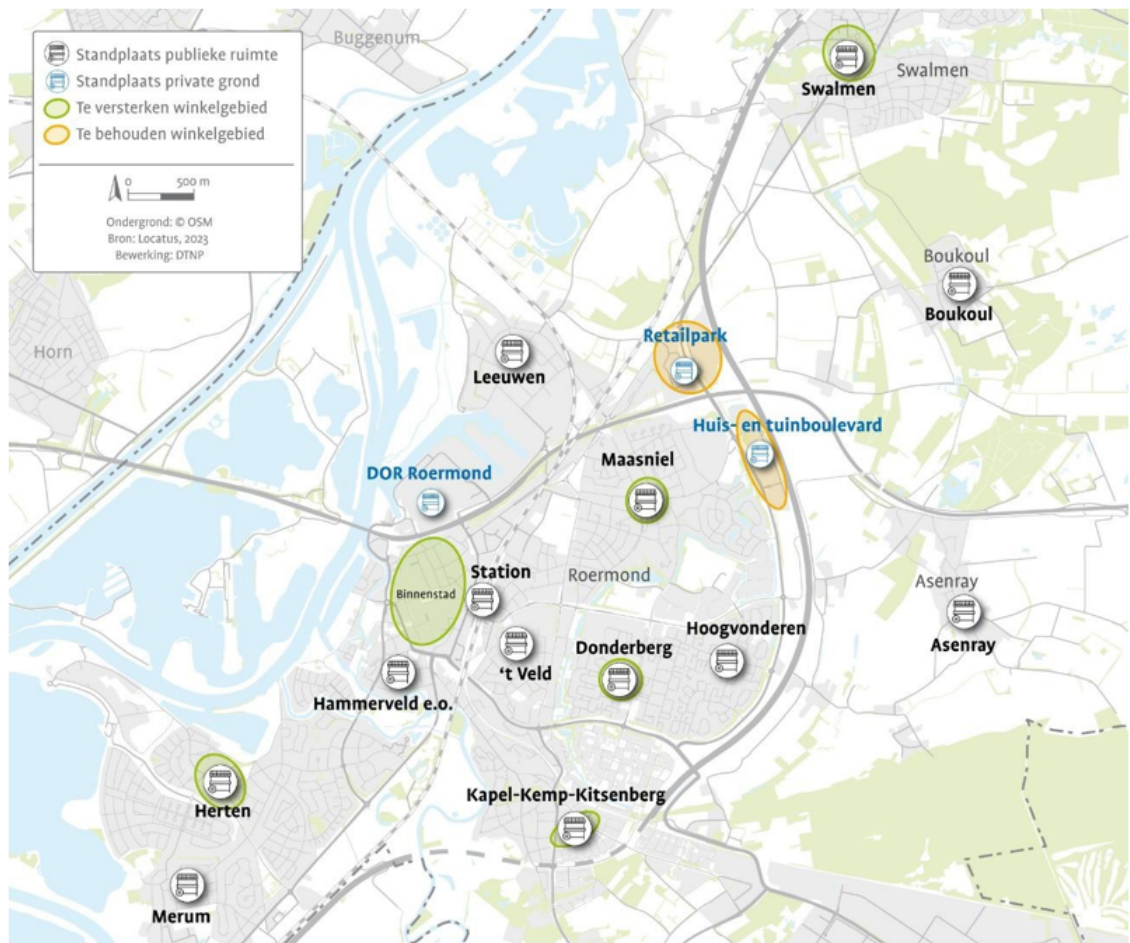 Buggenum
Standplaats publieke ruimte
Standplaats private grond
Te versterken winkelgebied
Te behouden winkelgebied
0 500 m
Ondergrond: © OSM
Bron: Locatus, 2023
Bewerking: DTNP
Swalmen
Swalmen
Boukoul
Boukoul
Horn
Retailpark
Leeuwen
Huis- en tuinboulevard
Maasniel
DOR Roermond
Station
Roermond
Binnenstad
Asenray
Asenray
Hoogvonderen
Donderberg
't Veld
Hammerveld e.o.
Kapel-Kemp-Kitsenberg
Herten
Merum